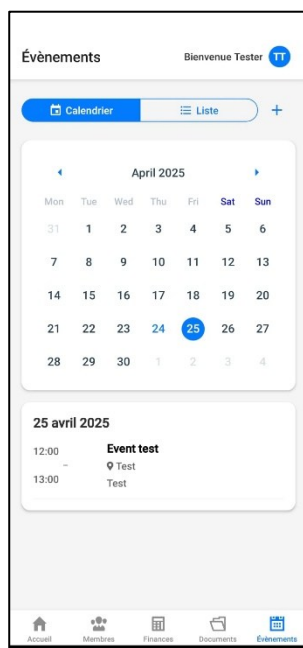 Évènements Bienvenue Tester TT
Calendrier Liste +
April 2025
Mon Tue Wed Thu Fri Sat Sun
31 1 2 3 4 5 6
7 8 9 10 11 12 13
14 15 16 17 18 19 20
21 22 23 24 25 26 27
28 29 30 1 2 3 4
25 avril 2025
12:00 Event test
– Test
13:00 Test
Accueil Membres Finances Documents Évènements